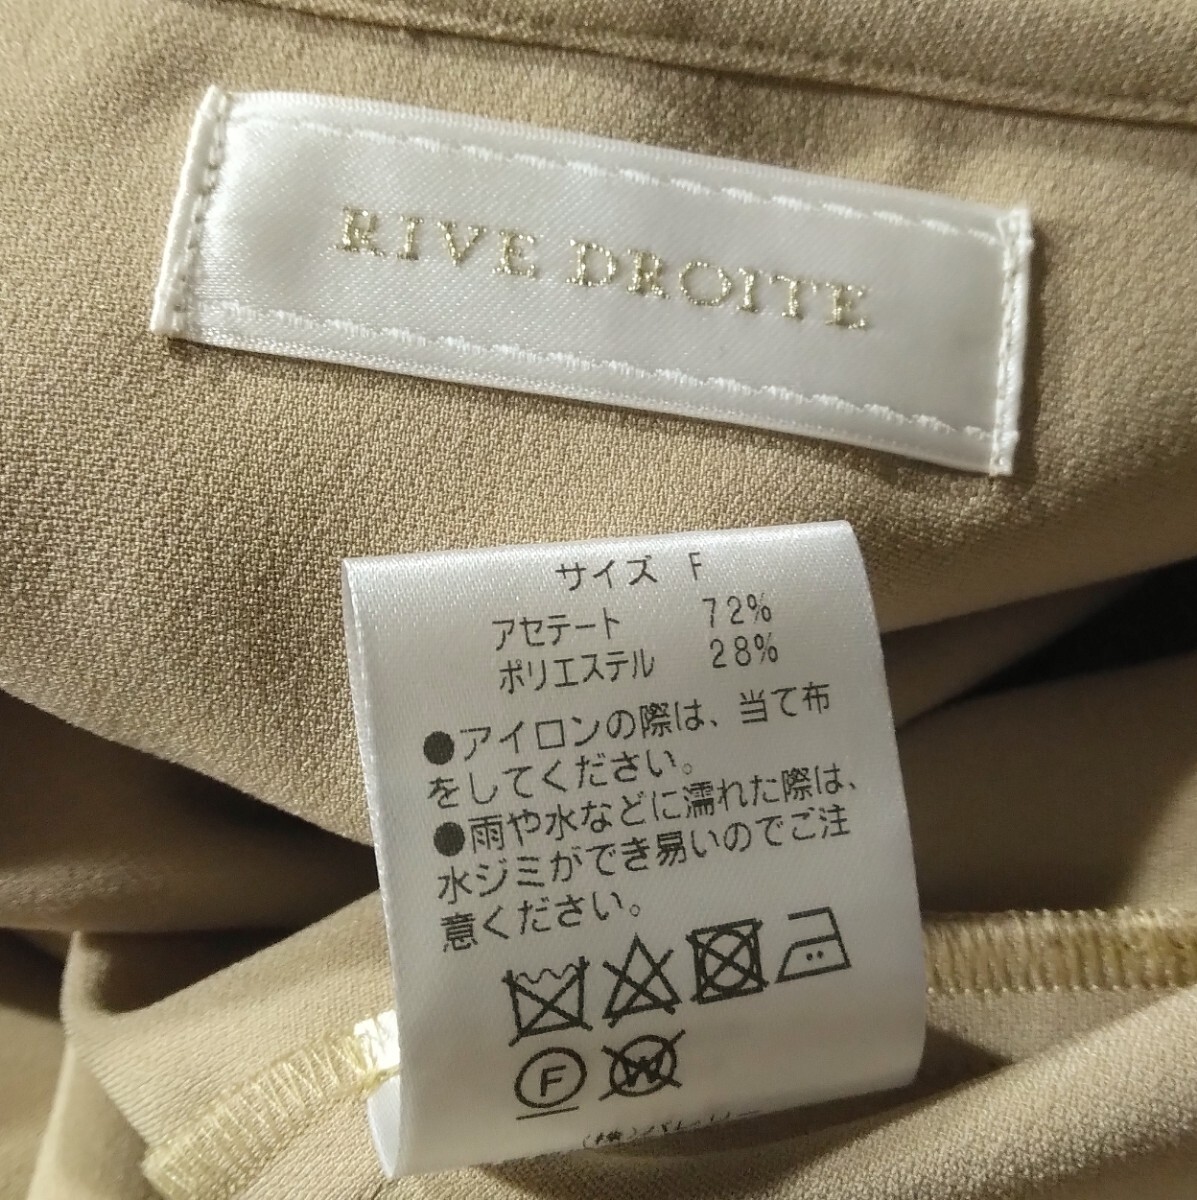 RIVE DROITE
サイズ F
アセテート 72%
ポリエステル 28%
●アイロンの際は、当て布
をしてください。
●雨や水などに濡れた際は、
水ジミができ易いのでご注
意ください。
F
W